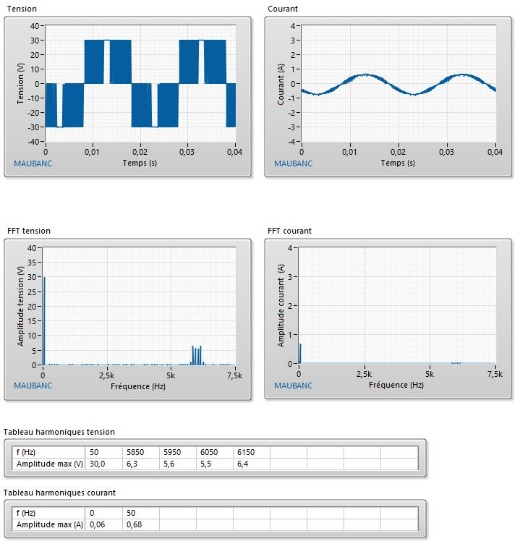 Tension
Courant
40
30
20
10
0
-10
-20
-30
-40
Tension (V)
0
0,01
0,02
0,03
0,04
Temps (s)
MAUBANC
4
3
2
1
0
-1
-2
-3
-4
Courant (A)
0
0,01
0,02
0,03
0,04
Temps (s)
MAUBANC
FFT tension
FFT courant
40
35
30
25
20
15
10
5
0
Amplitude tension (V)
0
2,5k
5k
7,5k
Fréquence (Hz)
MAUBANC
4
3
2
1
0
Amplitude courant (A)
0
2,5k
5k
7,5k
Fréquence (Hz)
MAUBANC
Tableau harmoniques tension
f (Hz) 50 5850 5950 6050 6150
Amplitude max (V) 30,0 6,3 5,6 5,5 6,4
Tableau harmoniques courant
f (Hz) 0 50
Amplitude max (A) 0,06 0,68